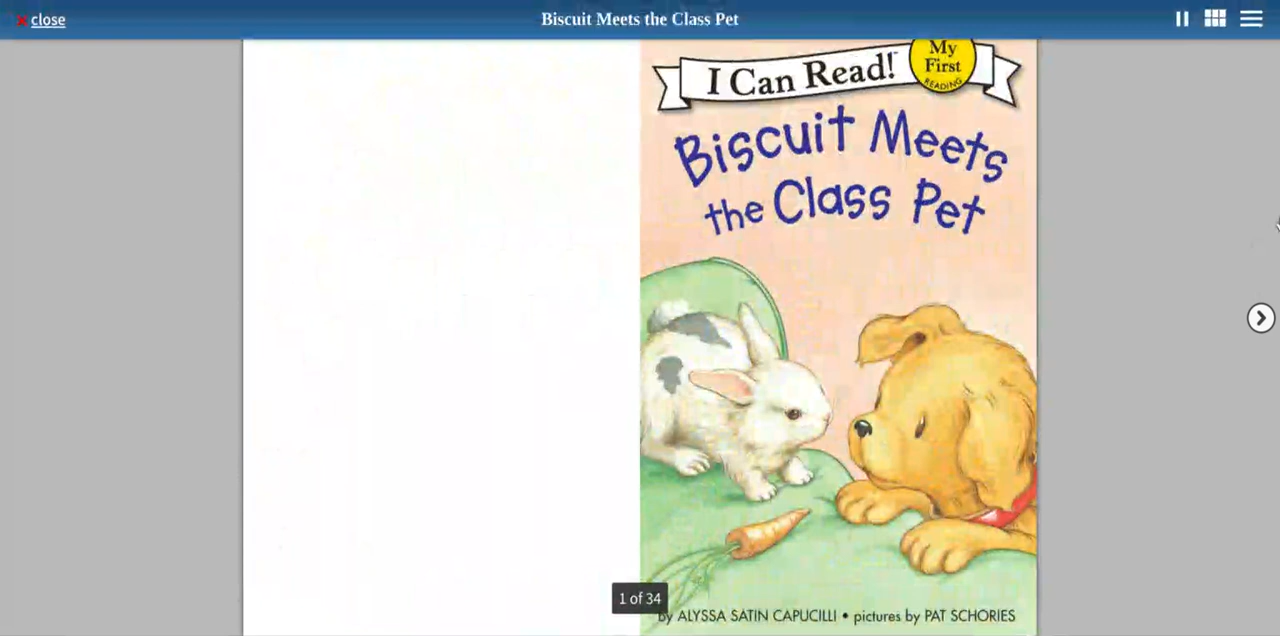 close
Biscuit Meets the Class Pet
I Can Read!
My
First
READING
Biscuit Meets
the Class Pet
1 of 34
by ALYSSA SATIN CAPUCILLI • pictures by PAT SCHORIES